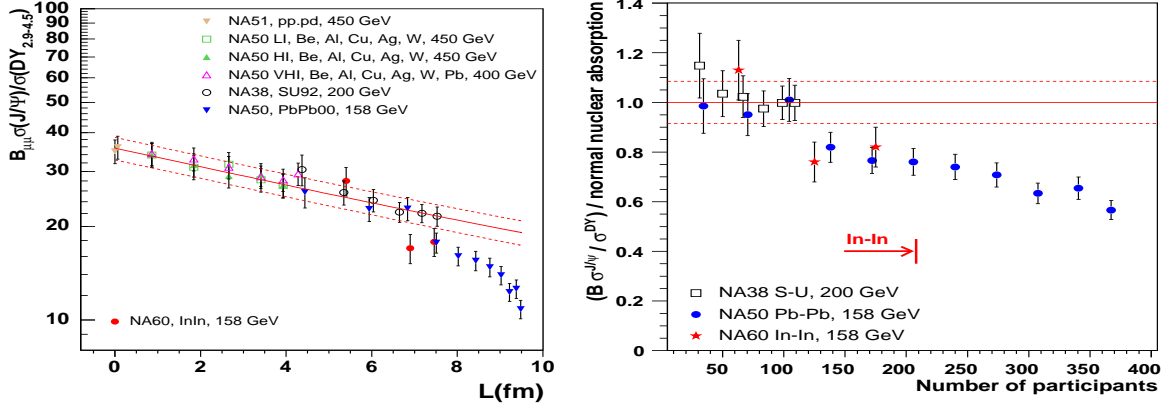 B_μμσ(J/Ψ)/σ(DY_2.9-4.5)
100
90
80
70
60
50
40
30
20
10
NA51, pp.pd, 450 GeV
NA50 LI, Be, Al, Cu, Ag, W, 450 GeV
NA50 HI, Be, Al, Cu, Ag, W, 450 GeV
NA50 VHI, Be, Al, Cu, Ag, W, Pb, 400 GeV
NA38, SU92, 200 GeV
NA50, PbPb00, 158 GeV
NA60, InIn, 158 GeV
0 2 4 6 8 10
L(fm)
(B σ^J/ψ / σ^DY) / normal nuclear absorption
1.4
1.2
1.0
0.8
0.6
0.4
0.2
0
In-In
NA38 S-U, 200 GeV
NA50 Pb-Pb, 158 GeV
NA60 In-In, 158 GeV
50 100 150 200 250 300 350 400
Number of participants